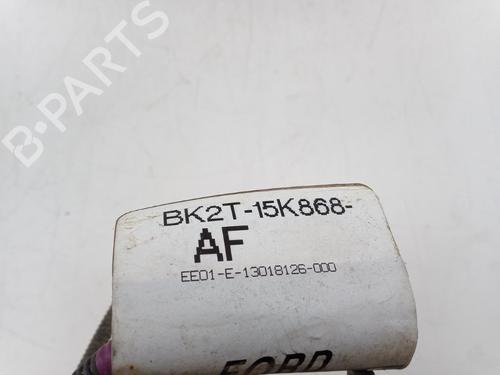 B-PARTS
BK2T-15K868-
AF
EE01-E-13018126-000
FORD